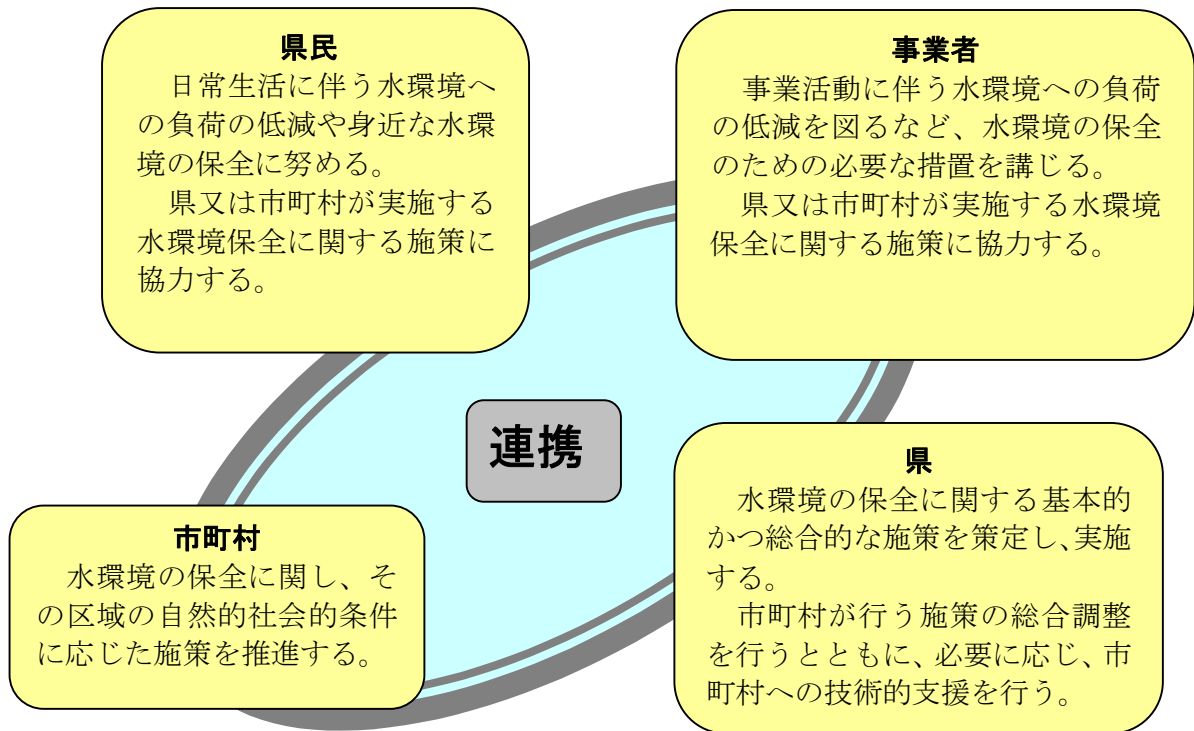 県民
日常生活に伴う水環境へ
の負荷の低減や身近な水環
境の保全に努める。
県又は市町村が実施する
水環境保全に関する施策に
協力する。
事業者
事業活動に伴う水環境への負荷
の低減を図るなど、水環境の保全
のための必要な措置を講じる。
県又は市町村が実施する水環境
保全に関する施策に協力する。
連携
市町村
水環境の保全に関し、そ
の区域の自然的社会的条件
に応じた施策を推進する。
県
水環境の保全に関する基本的
かつ総合的な施策を策定し、実施
する。
市町村が行う施策の総合調整
を行うとともに、必要に応じ、市
町村への技術的支援を行う。